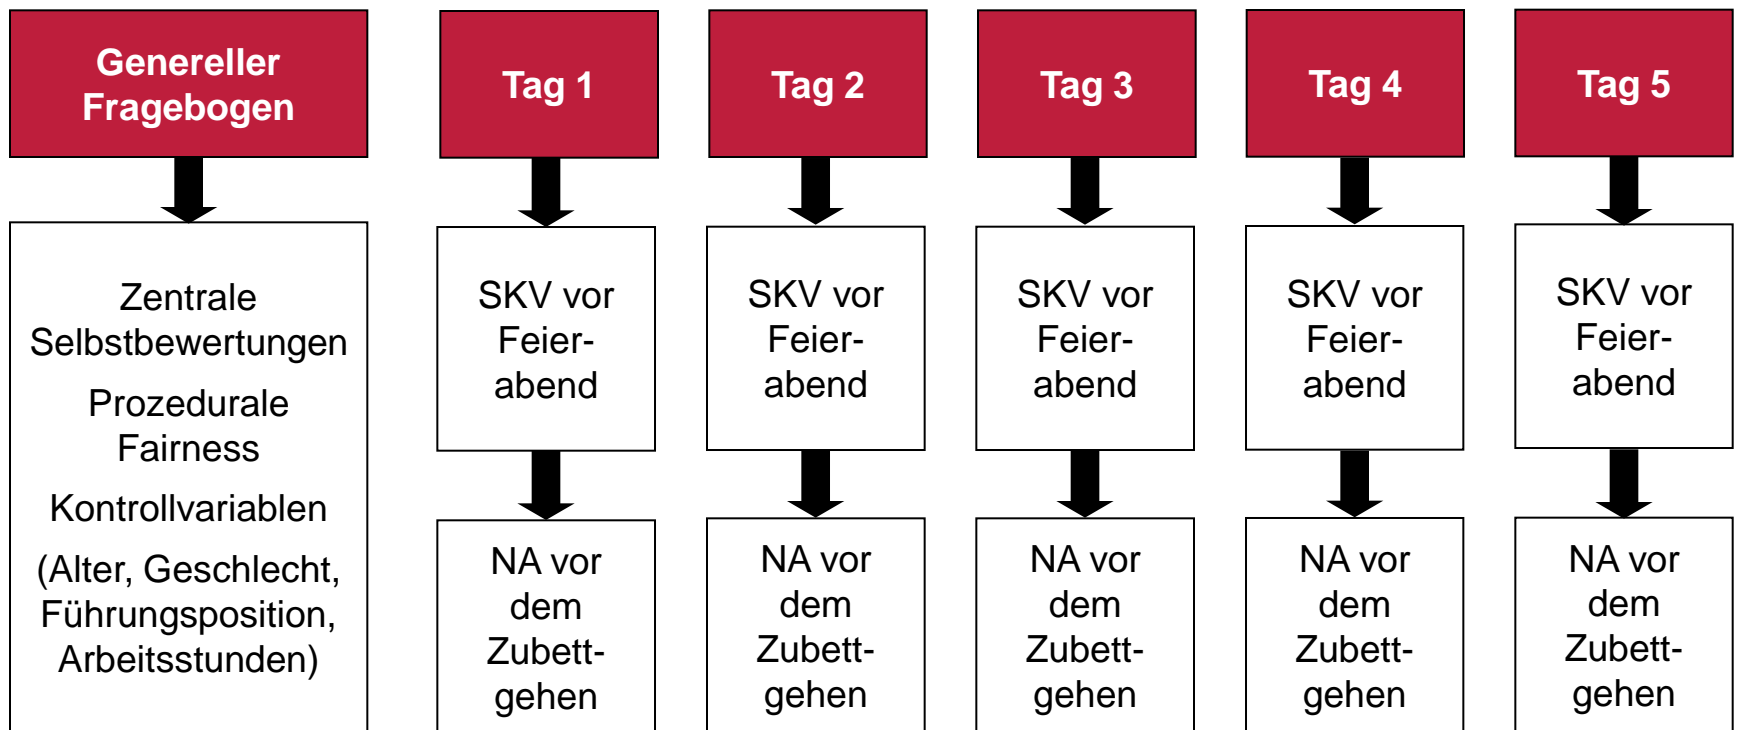 Genereller
Fragebogen
Zentrale
Selbstbewertungen
Prozedurale
Fairness
Kontrollvariablen
(Alter, Geschlecht,
Führungsposition,
Arbeitsstunden)
Tag 1
SKV vor
Feier-
abend
NA vor
dem
Zubett-
gehen
Tag 2
SKV vor
Feier-
abend
NA vor
dem
Zubett-
gehen
Tag 3
SKV vor
Feier-
abend
NA vor
dem
Zubett-
gehen
Tag 4
SKV vor
Feier-
abend
NA vor
dem
Zubett-
gehen
Tag 5
SKV vor
Feier-
abend
NA vor
dem
Zubett-
gehen